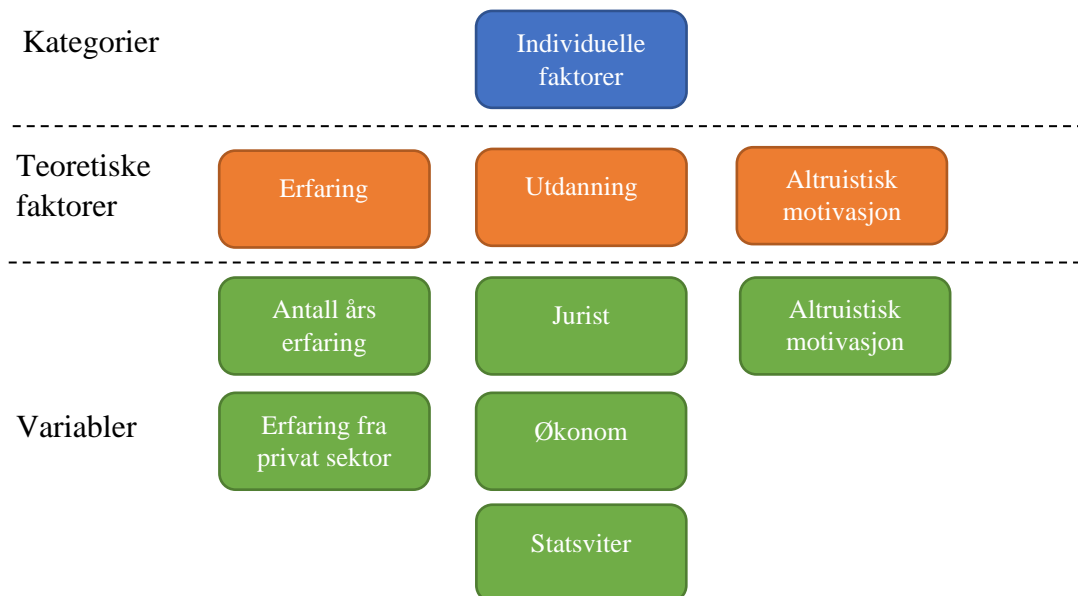 Kategorier
Individuelle
faktorer
Teoretiske
faktorer
Erfaring
Utdanning
Altruistisk
motivasjon
Variabler
Antall års
erfaring
Jurist
Altruistisk
motivasjon
Erfaring fra
privat sektor
Økonom
Statsviter